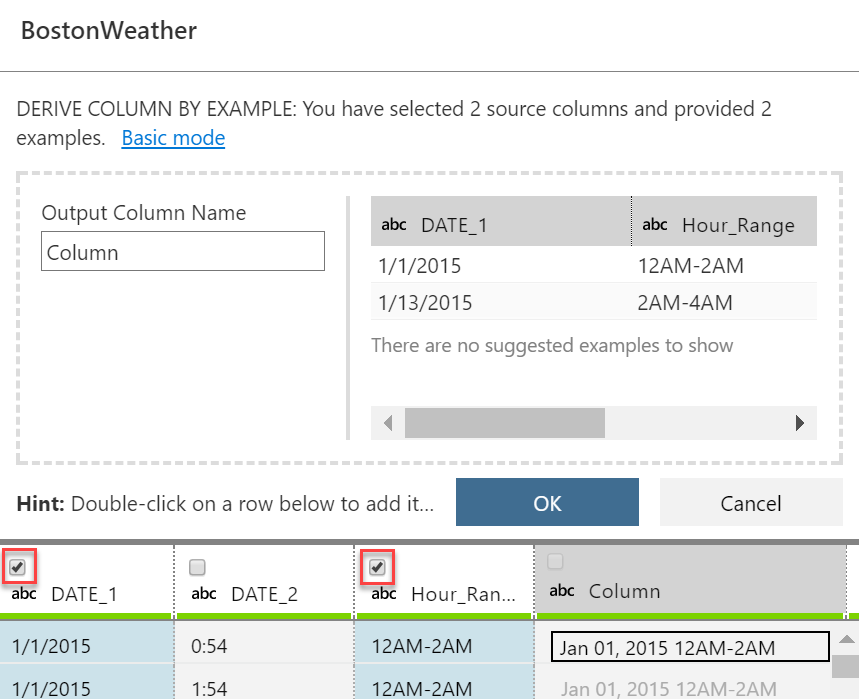 BostonWeather
DERIVE COLUMN BY EXAMPLE: You have selected 2 source columns and provided 2
examples. Basic mode
Output Column Name
Column
abc DATE_1 abc Hour_Range
1/1/2015 12AM-2AM
1/13/2015 2AM-4AM
There are no suggested examples to show
Hint: Double-click on a row below to add it... OK Cancel
abc DATE_1 abc DATE_2 abc Hour_Ran... abc Column
1/1/2015 0:54 12AM-2AM Jan 01, 2015 12AM-2AM
1/1/2015 1:54 12AM-2AM Jan 01, 2015 12AM-2AM